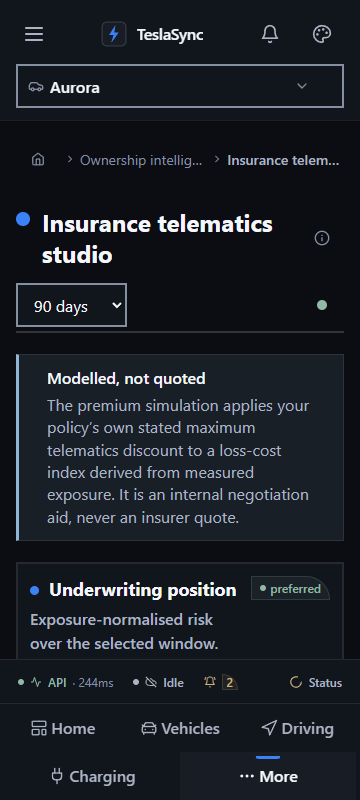 TeslaSync
Aurora
Ownership intellig... Insurance telem...
Insurance telematics
studio
90 days
Modelled, not quoted
The premium simulation applies your
policy's own stated maximum
telematics discount to a loss-cost
index derived from measured
exposure. It is an internal negotiation
aid, never an insurer quote.
Underwriting position preferred
Exposure-normalised risk
over the selected window.
API · 244ms Idle 2 Status
Home Vehicles Driving
Charging More